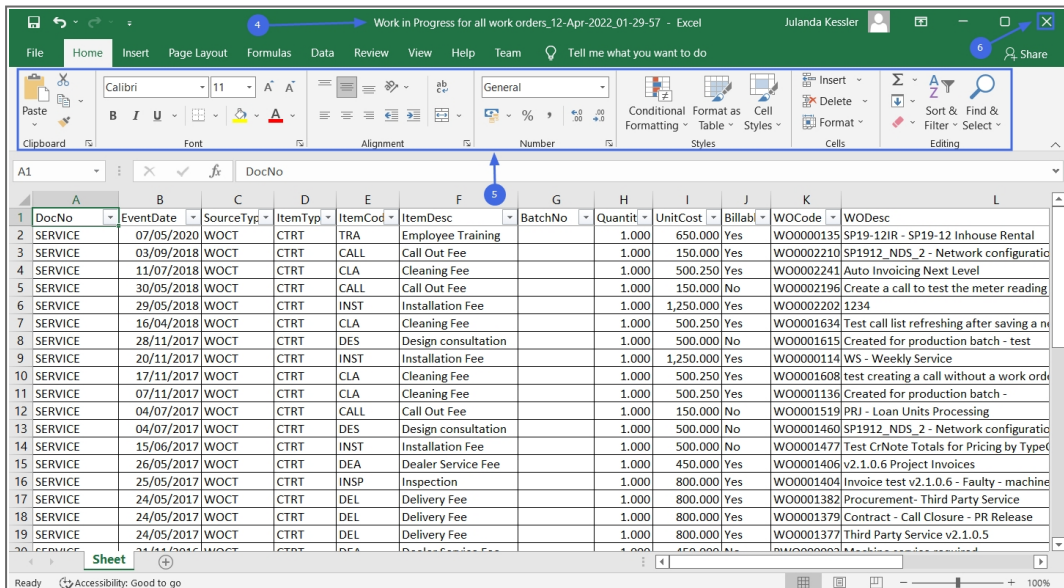 4 Work in Progress for all work orders_12-Apr-2022_01-29-57 - Excel Julanda Kessler
6
File Home Insert Page Layout Formulas Data Review View Help Team Tell me what you want to do Share
Paste Calibri 11 General Conditional Formatting Format as Table Cell Styles Insert Delete Format Sort & Filter Find & Select
Clipboard Font Alignment Number Styles Cells Editing
5
A1 fx DocNo
A B C D E F G H I J K L
1 DocNo EventDate SourceTyp ItemTyp ItemCod ItemDesc BatchNo Quantit UnitCost Billabl WOCode WODesc
2 SERVICE 07/05/2020 WOCT CTRT TRA Employee Training 1.000 650.000 Yes WO0000135 SP19-12IR - SP19-12 Inhouse Rental
3 SERVICE 03/09/2018 WOCT CTRT CALL Call Out Fee 1.000 150.000 Yes WO0002210 SP1912_NDS_2 - Network configuratio
4 SERVICE 11/07/2018 WOCT CTRT CLA Cleaning Fee 1.000 500.250 Yes WO0002241 Auto Invoicing Next Level
5 SERVICE 30/05/2018 WOCT CTRT CALL Call Out Fee 1.000 150.000 No WO0002196 Create a call to test the meter reading
6 SERVICE 29/05/2018 WOCT CTRT INST Installation Fee 1.000 1,250.000 Yes WO0002202 1234
7 SERVICE 16/04/2018 WOCT CTRT CLA Cleaning Fee 1.000 500.250 Yes WO0001634 Test call list refreshing after saving a ne
8 SERVICE 28/11/2017 WOCT CTRT DES Design consultation 1.000 500.000 No WO0001615 Created for production batch - test
9 SERVICE 20/11/2017 WOCT CTRT INST Installation Fee 1.000 1,250.000 Yes WO0000114 WS - Weekly Service
10 SERVICE 17/11/2017 WOCT CTRT CLA Cleaning Fee 1.000 500.250 Yes WO0001608 test creating a call without a work orde
11 SERVICE 07/11/2017 WOCT CTRT CLA Cleaning Fee 1.000 500.250 Yes WO0001136 Created for production batch -
12 SERVICE 04/07/2017 WOCT CTRT CALL Call Out Fee 1.000 150.000 No WO0001519 PRJ - Loan Units Processing
13 SERVICE 04/07/2017 WOCT CTRT DES Design consultation 1.000 500.000 No WO0001460 SP1912_NDS_2 - Network configuratio
14 SERVICE 15/06/2017 WOCT CTRT INST Installation Fee 1.000 500.000 No WO0001477 Test CrNote Totals for Pricing by TypeC
15 SERVICE 26/05/2017 WOCT CTRT DEA Dealer Service Fee 1.000 450.000 Yes WO0001406 v2.1.0.6 Project Invoices
16 SERVICE 25/05/2017 WOCT CTRT INSP Inspection 1.000 800.000 Yes WO0001404 Invoice test v2.1.0.6 - Faulty - machine
17 SERVICE 24/05/2017 WOCT CTRT DEL Delivery Fee 1.000 800.000 Yes WO0001382 Procurement- Third Party Service
18 SERVICE 24/05/2017 WOCT CTRT DEL Delivery Fee 1.000 800.000 Yes WO0001379 Contract - Call Closure - PR Release
19 SERVICE 24/05/2017 WOCT CTRT DEL Delivery Fee 1.000 800.000 Yes WO0001377 Third Party Service v2.1.0.5
Sheet
Ready Accessibility: Good to go 100%